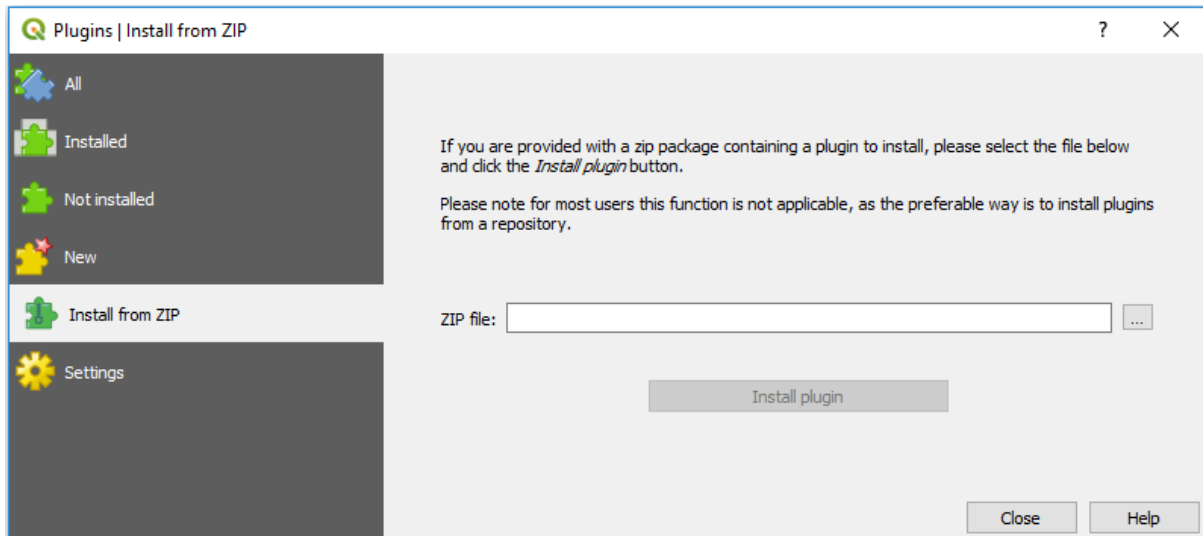 Plugins | Install from ZIP
?
All
Installed
Not installed
New
Install from ZIP
Settings
If you are provided with a zip package containing a plugin to install, please select the file below
and click the Install plugin button.
Please note for most users this function is not applicable, as the preferable way is to install plugins
from a repository.
ZIP file:
...
Install plugin
Close
Help